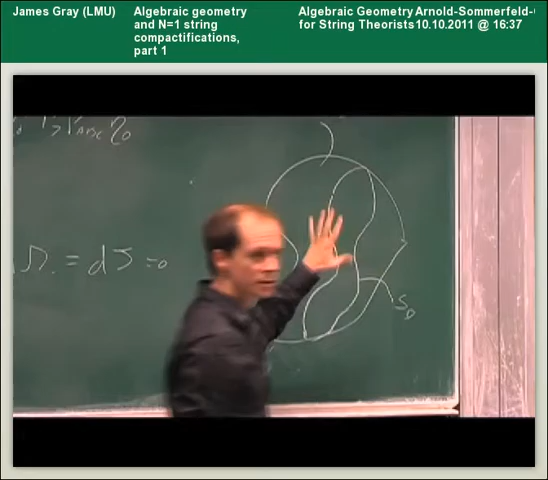 James Gray (LMU)
Algebraic geometry
and N=1 string
compactifications,
part 1
Algebraic Geometry
for String Theorists
Arnold-Sommerfeld-
10.10.2011 @ 16:37
Ω = dJ = 0
S_D